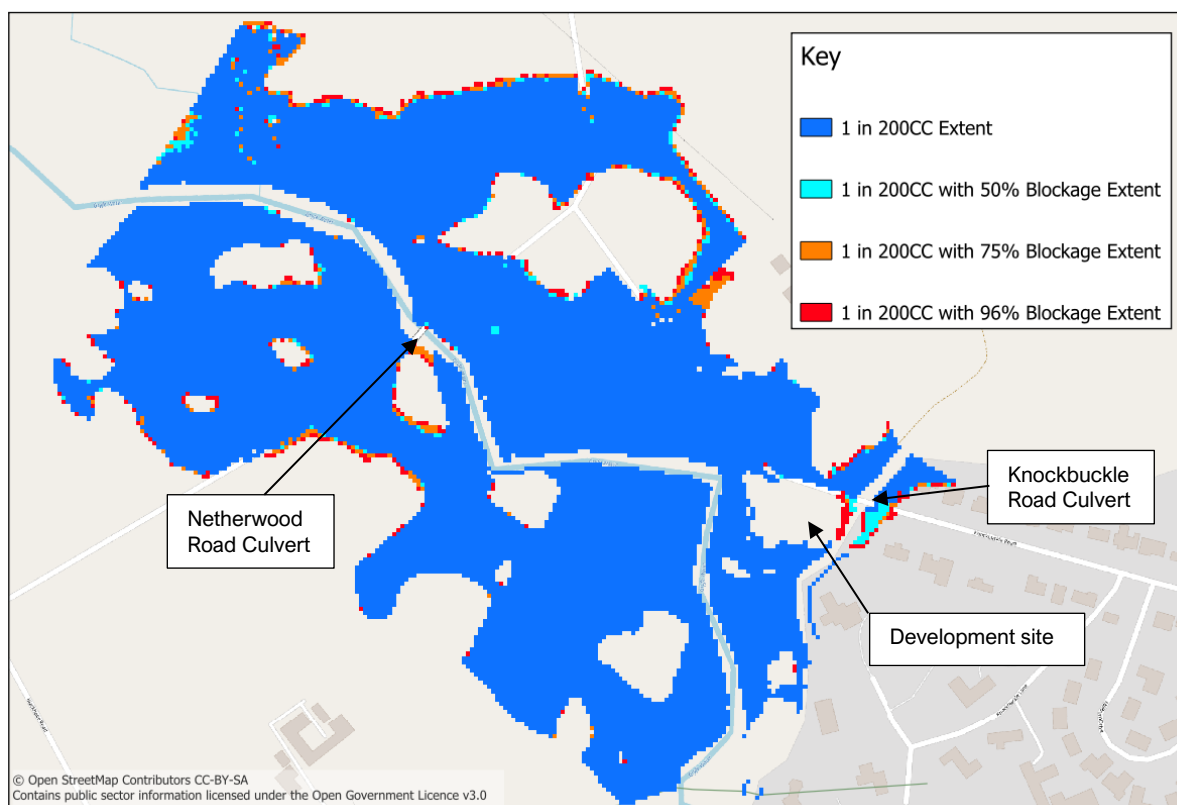 Key
1 in 200CC Extent
1 in 200CC with 50% Blockage Extent
1 in 200CC with 75% Blockage Extent
1 in 200CC with 96% Blockage Extent
Knockbuckle
Road Culvert
Netherwood
Road Culvert
Development site
© Open StreetMap Contributors CC-BY-SA
Contains public sector information licensed under the Open Government Licence v3.0